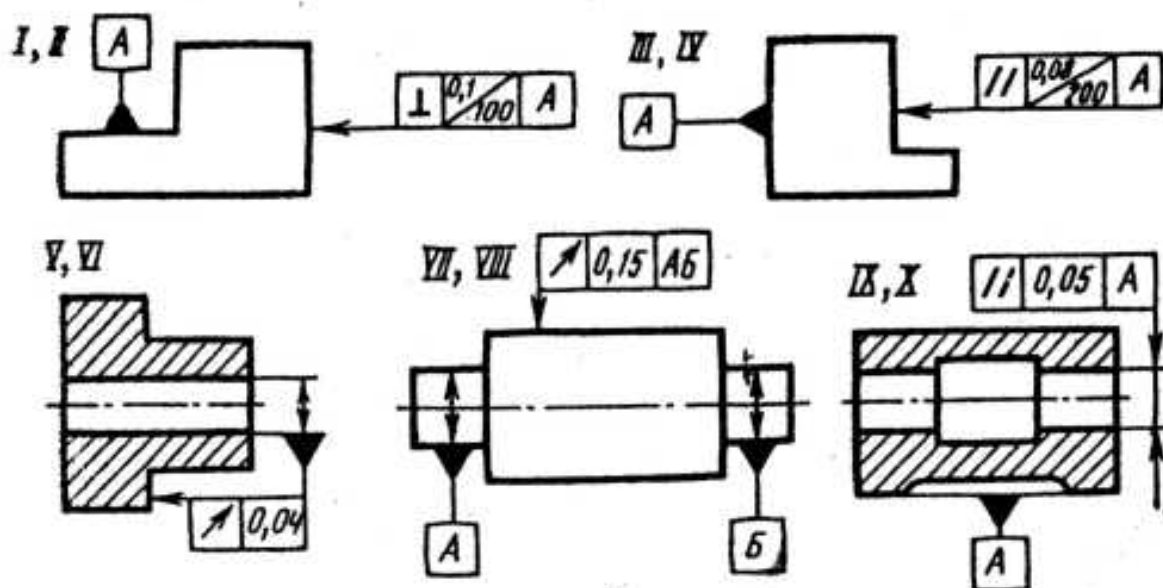 I, II
A
⊥ 0,1/100 A
III, IV
A
// 0,08/200 A
V, VI
↗ 0,04
VII, VIII
↗ 0,15 АБ
А
Б
IX, X
// 0,05 A
A